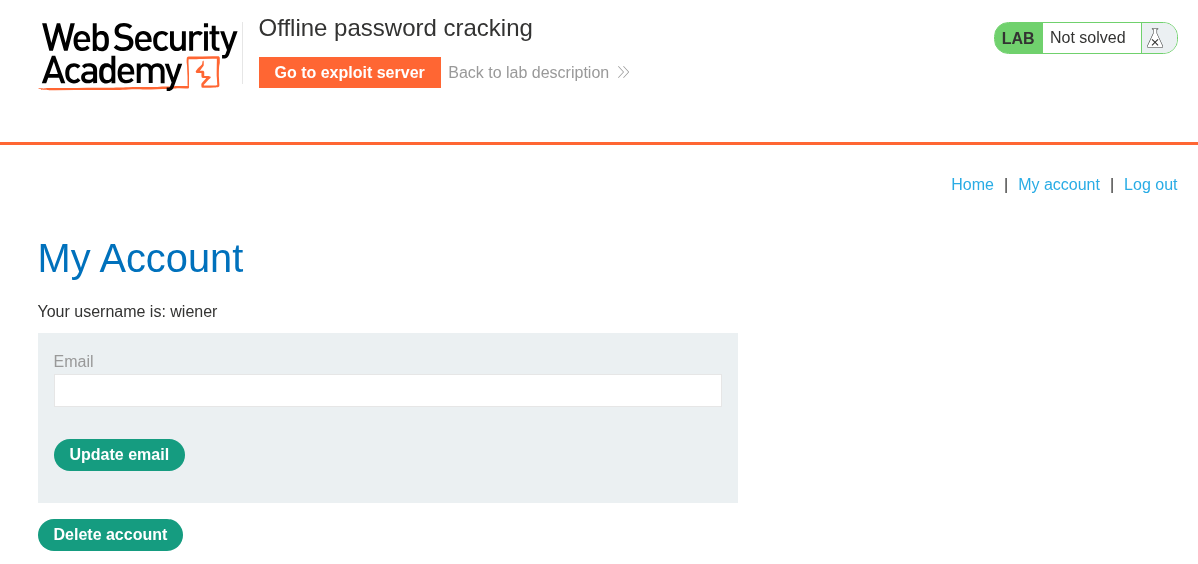 WebSecurity
Academy
Offline password cracking
Go to exploit server
Back to lab description
LAB
Not solved
Home | My account | Log out
My Account
Your username is: wiener
Email
Update email
Delete account